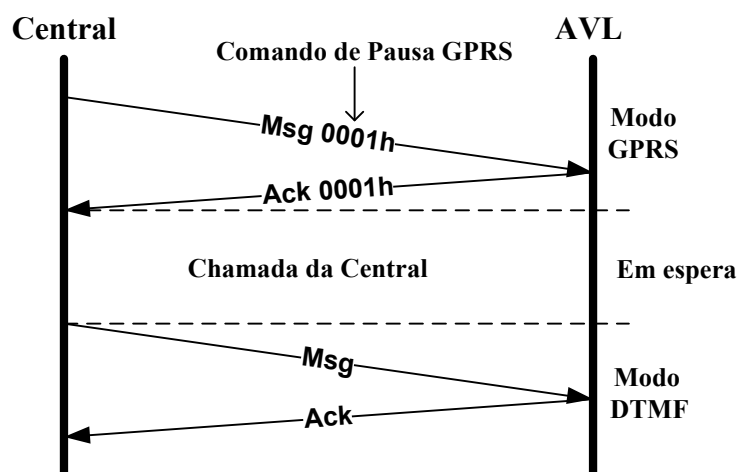 Central
AVL
Comando de Pausa GPRS
Msg 0001h
Modo
GPRS
Ack 0001h
Chamada da Central
Em espera
Msg
Modo
DTMF
Ack